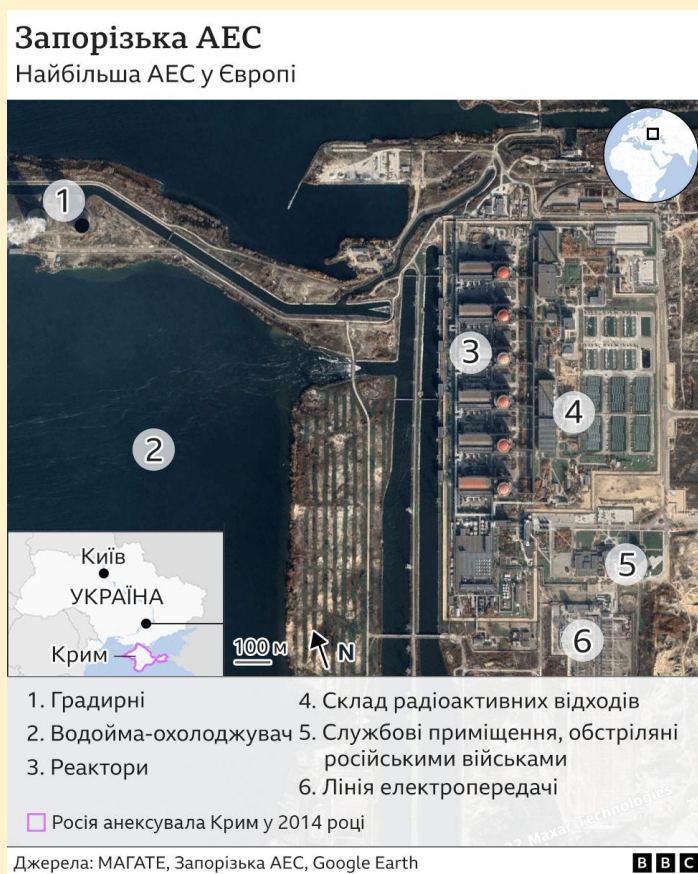 Запорізька АЕС
Найбільша АЕС у Європі
1
2
3
4
5
6
Київ
УКРАЇНА
Крим
100 м
N
1. Градирні
2. Водойма-охолоджувач
3. Реактори
4. Склад радіоактивних відходів
5. Службові приміщення, обстріляні
російськими військами
6. Лінія електропередачі
Росія анексувала Крим у 2014 році
Maxar Technologies
Джерела: МАГАТЕ, Запорізька АЕС, Google Earth
BBC